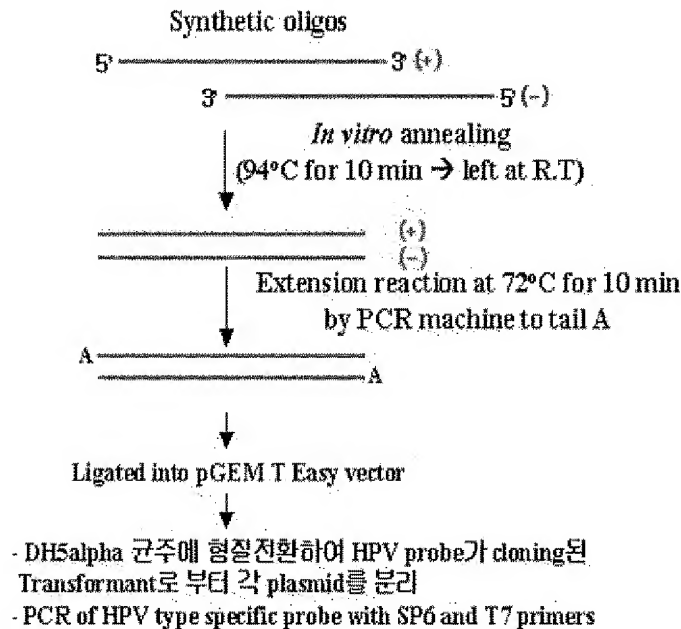 Synthetic oligos
5' 3' (+)
3' 5' (-)
In vitro annealing
(94°C for 10 min → left at R.T)
(+)
(-)
Extension reaction at 72°C for 10 min
by PCR machine to tail A
A
A
Ligated into pGEM T Easy vector
- DH5alpha 균주에 형질전환하여 HPV probe가 cloning된
Transformant로 부터 각 plasmid를 분리
- PCR of HPV type specific probe with SP6 and T7 primers